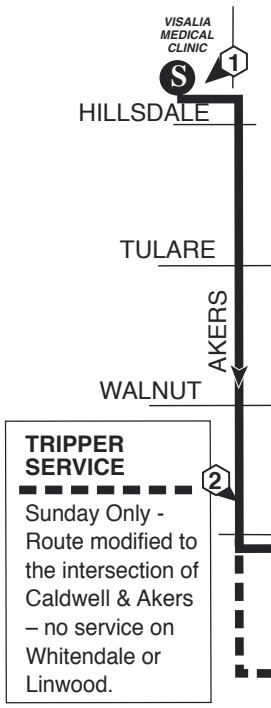 VISALIA
MEDICAL
CLINIC
1
S
HILLSDALE
TULARE
AKERS
WALNUT
2
TRIPPER
SERVICE
Sunday Only -
Route modified to
the intersection of
Caldwell & Akers
– no service on
Whitendale or
Linwood.